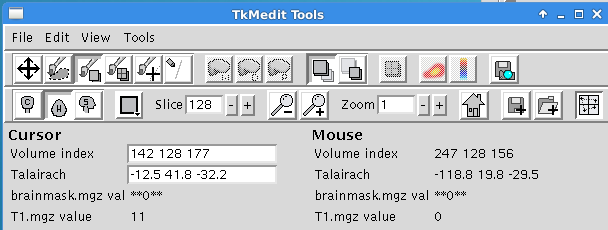 TkMedit Tools
File Edit View Tools
Slice 128 - + Zoom 1 - +
Cursor Mouse
Volume index 142 128 177 Volume index 247 128 156
Talairach -12.5 41.8 -32.2 Talairach -118.8 19.8 -29.5
brainmask.mgz val **0** brainmask.mgz val **0**
T1.mgz value 11 T1.mgz value 0